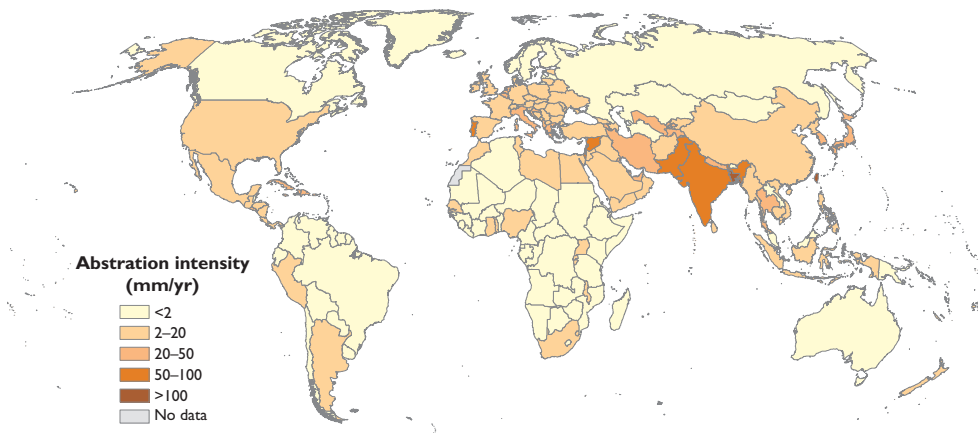 Abstration intensity
(mm/yr)
<2
2–20
20–50
50–100
>100
No data